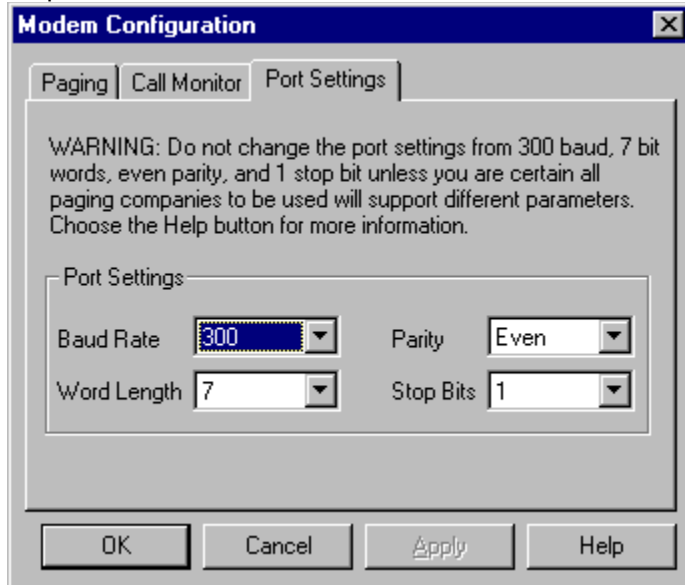 Modem Configuration
Paging Call Monitor Port Settings
WARNING: Do not change the port settings from 300 baud, 7 bit
words, even parity, and 1 stop bit unless you are certain all
paging companies to be used will support different parameters.
Choose the Help button for more information.
Port Settings
Baud Rate 300 Parity Even
Word Length 7 Stop Bits 1
OK Cancel Apply Help